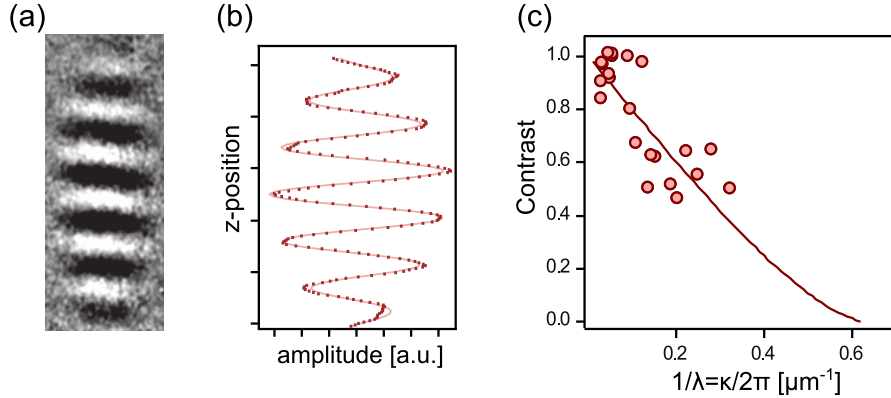 (a)
(b)
(c)
z-position
amplitude [a.u.]
Contrast
1.0
0.8
0.6
0.4
0.2
0.0
0.2
0.4
0.6
1/λ=κ/2π [µm⁻¹]